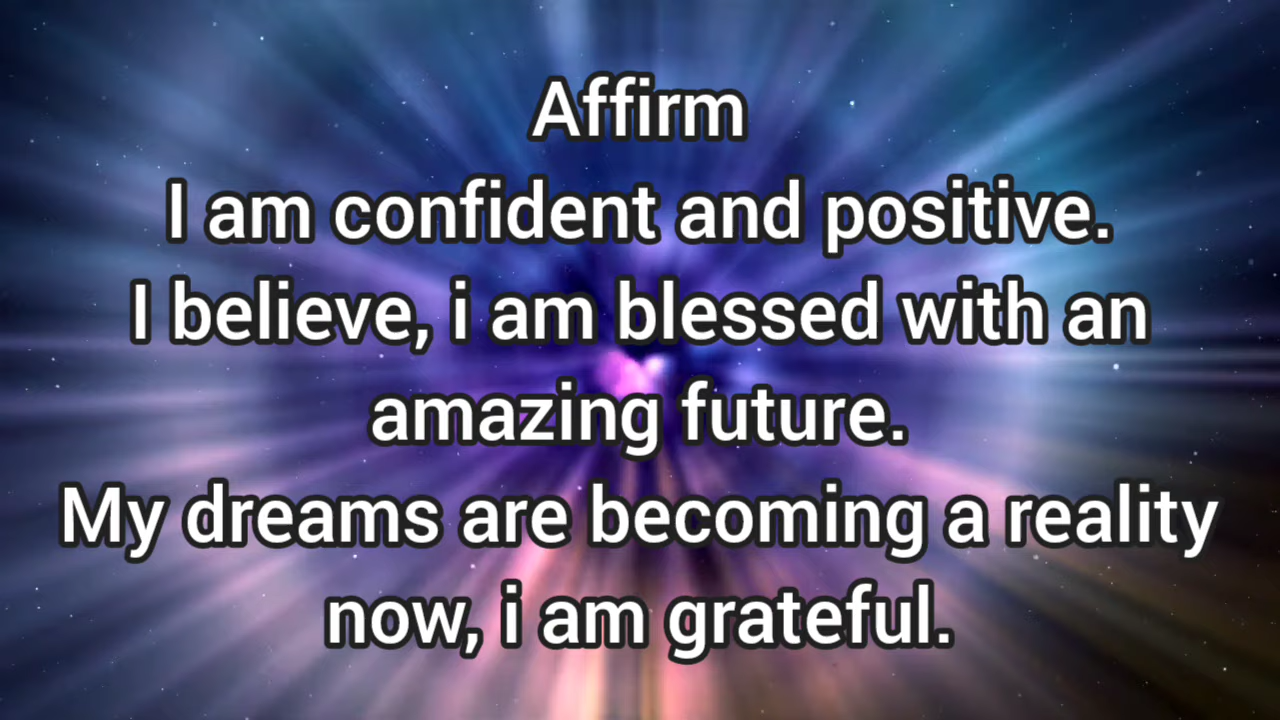 Affirm
I am confident and positive.
I believe, i am blessed with an
amazing future.
My dreams are becoming a reality
now, i am grateful.